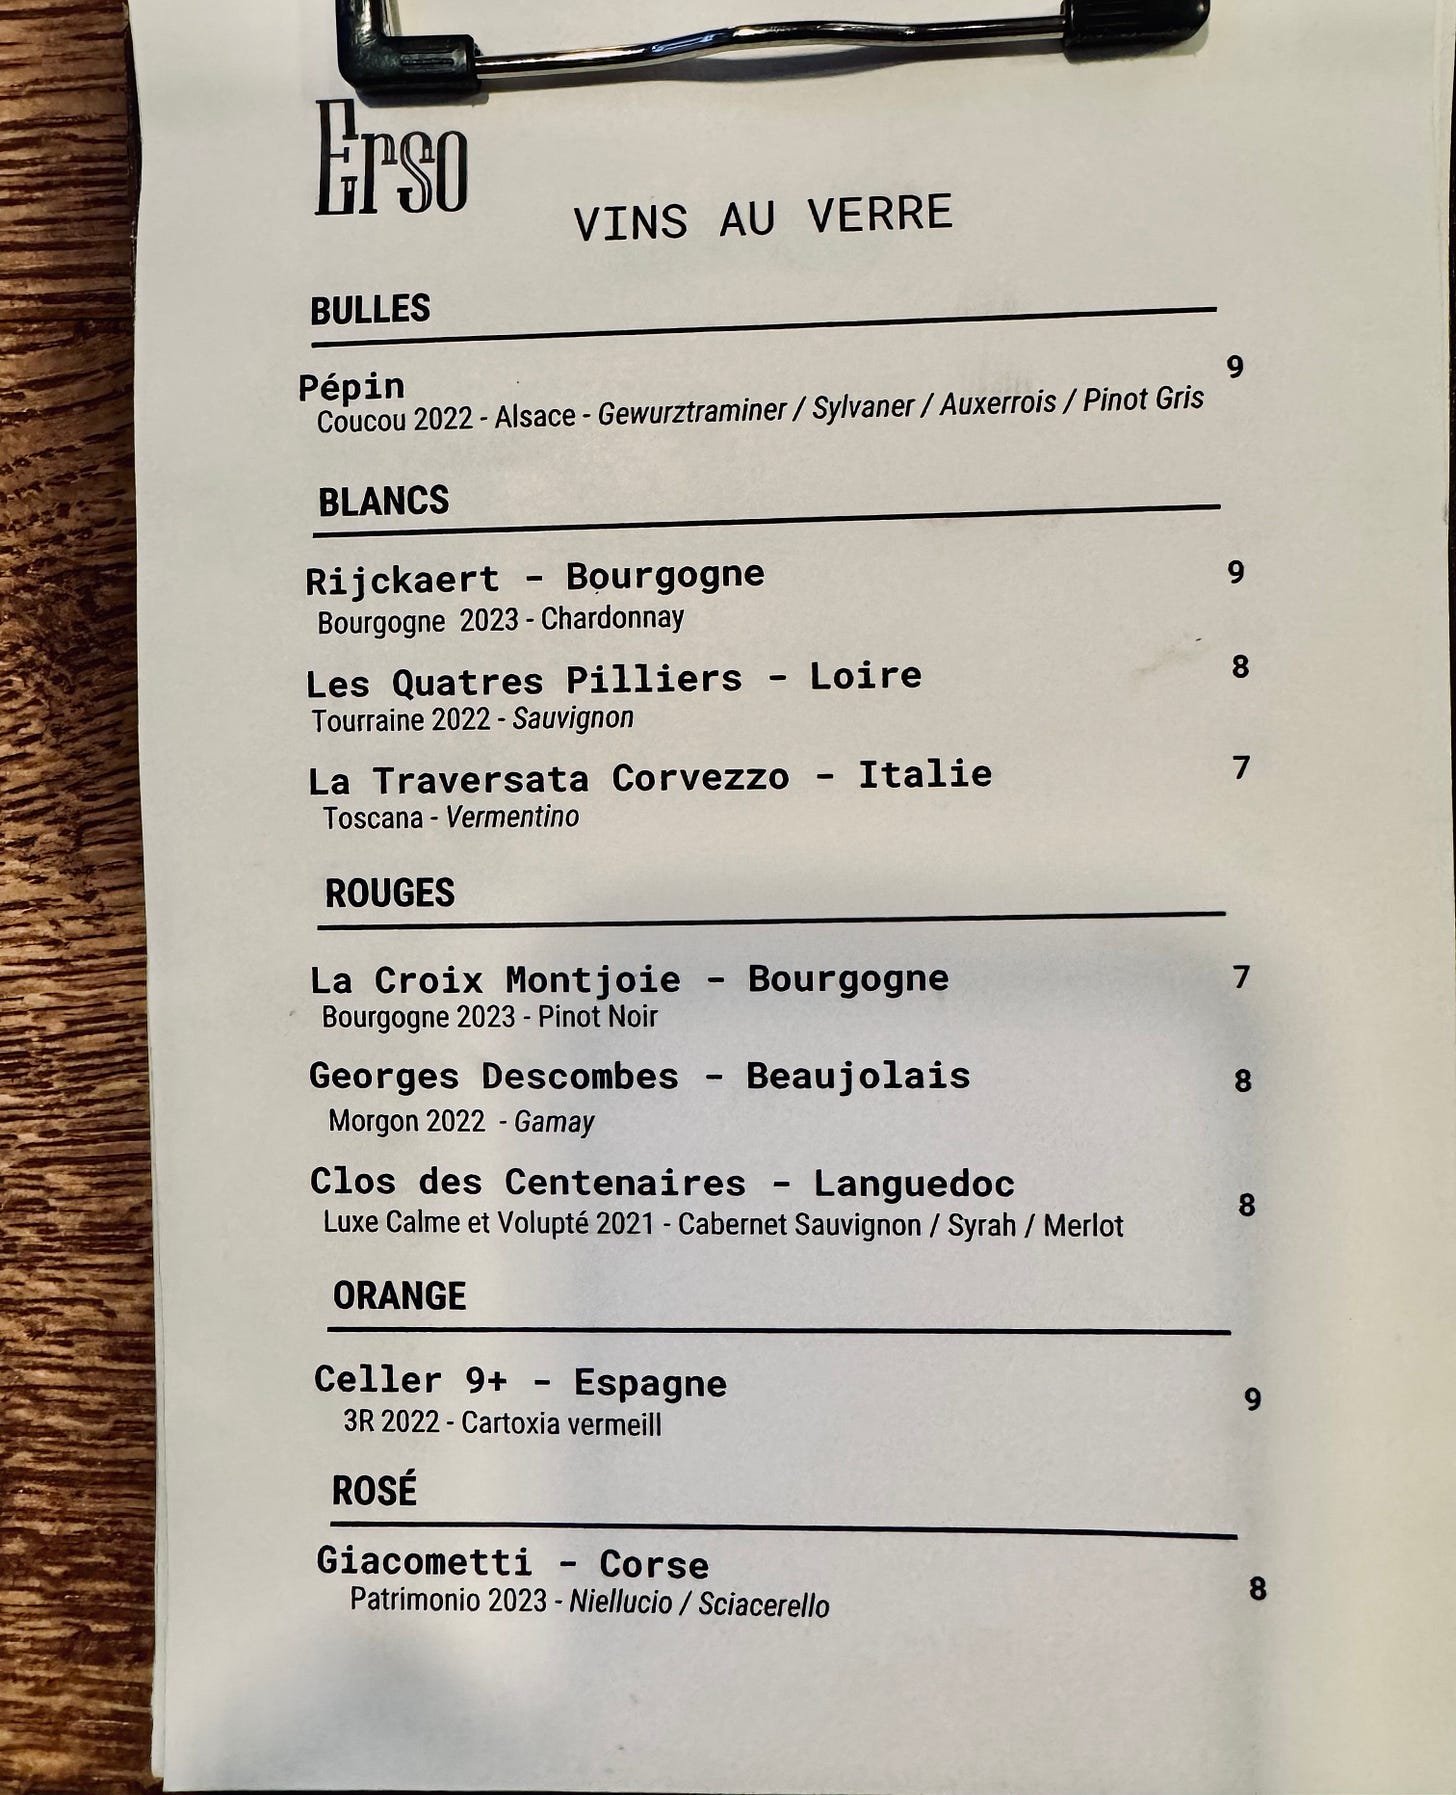 Erso
VINS AU VERRE
BULLES
Pépin 9
Coucou 2022 - Alsace - Gewurztraminer / Sylvaner / Auxerrois / Pinot Gris
BLANCS
Rijckaert - Bourgogne 9
Bourgogne 2023 - Chardonnay
Les Quatres Pilliers - Loire 8
Tourraine 2022 - Sauvignon
La Traversata Corvezzo - Italie 7
Toscana - Vermentino
ROUGES
La Croix Montjoie - Bourgogne 7
Bourgogne 2023 - Pinot Noir
Georges Descombes - Beaujolais 8
Morgon 2022 - Gamay
Clos des Centenaires - Languedoc 8
Luxe Calme et Volupté 2021 - Cabernet Sauvignon / Syrah / Merlot
ORANGE
Celler 9+ - Espagne 9
3R 2022 - Cartoxia vermeill
ROSÉ
Giacometti - Corse 8
Patrimonio 2023 - Niellucio / Sciacerello